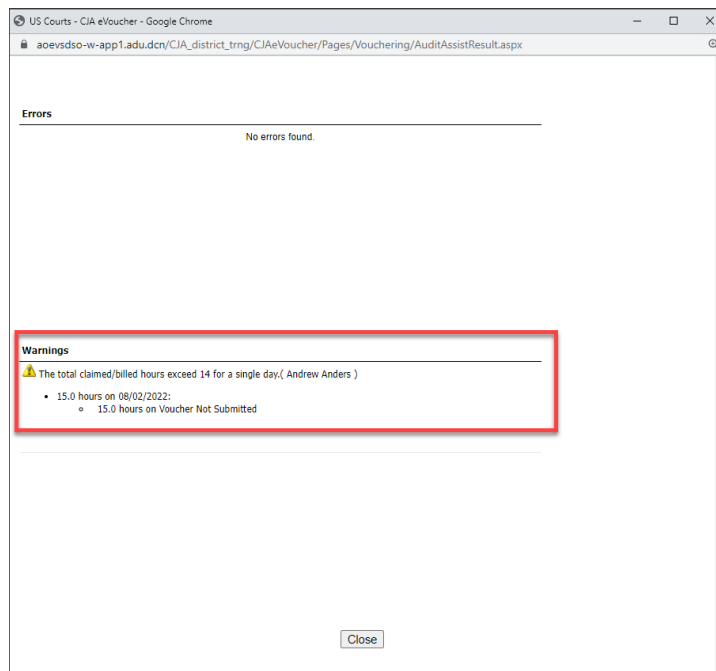 US Courts - CJA eVoucher - Google Chrome
aoevsdso-w-app1.adu.dcn/CJA_district_trng/CJAeVoucher/Pages/Vouchering/AuditAssistResult.aspx
Errors
No errors found.
Warnings
The total claimed/billed hours exceed 14 for a single day.( Andrew Anders )
• 15.0 hours on 08/02/2022:
o 15.0 hours on Voucher Not Submitted
Close